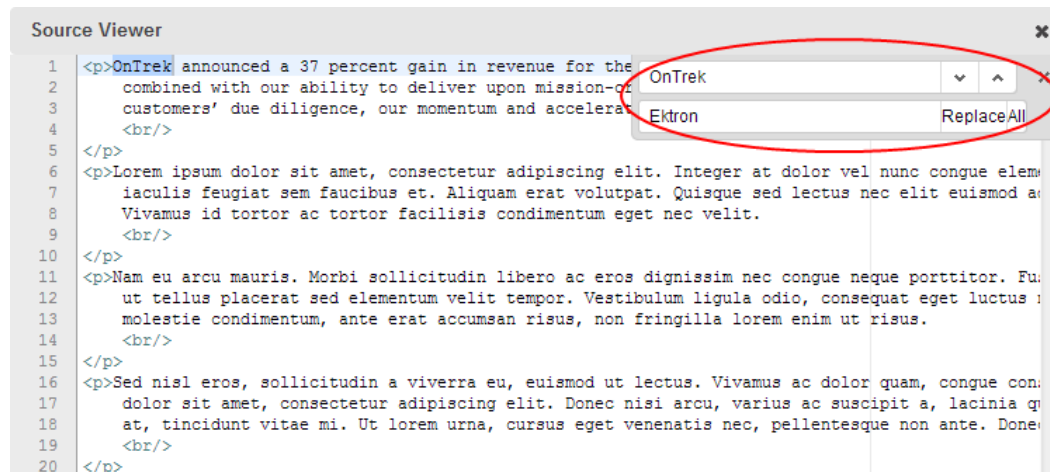 Source Viewer
1 <p>OnTrek announced a 37 percent gain in revenue for the
OnTrek
2 combined with our ability to deliver upon
3 customers’ due diligence, our momentum and
Ektron Replace All
4 <br/>
5 </p>
6 <p>Lorem ipsum dolor sit amet, consectetur adipiscing elit. Integer at dolor vel nunc congue
7 iaculis feugiat sem faucibus et. Aliquam erat volutpat. Quisque sed lectus nec elit euismod
8 Vivamus id tortor ac tortor facilisis condimentum eget nec velit.
9 <br/>
10 </p>
11 <p>Nam eu arcu mauris. Morbi sollicitudin libero ac eros dignissim nec congue neque porttitor.
12 ut tellus placerat sed elementum velit tempor. Vestibulum ligula odio, consequat eget luctus
13 molestie condimentum, ante erat accumsan risus, non fringilla lorem enim ut risus.
14 <br/>
15 </p>
16 <p>Sed nisl eros, sollicitudin a viverra eu, euismod ut lectus. Vivamus ac dolor quam, congue
17 dolor sit amet, consectetur adipiscing elit. Donec nisi arcu, varius ac suscipit a, lacinia
18 at, tincidunt vitae mi. Ut lorem urna, cursus eget venenatis nec, pellentesque non ante.
19 <br/>
20 </p>